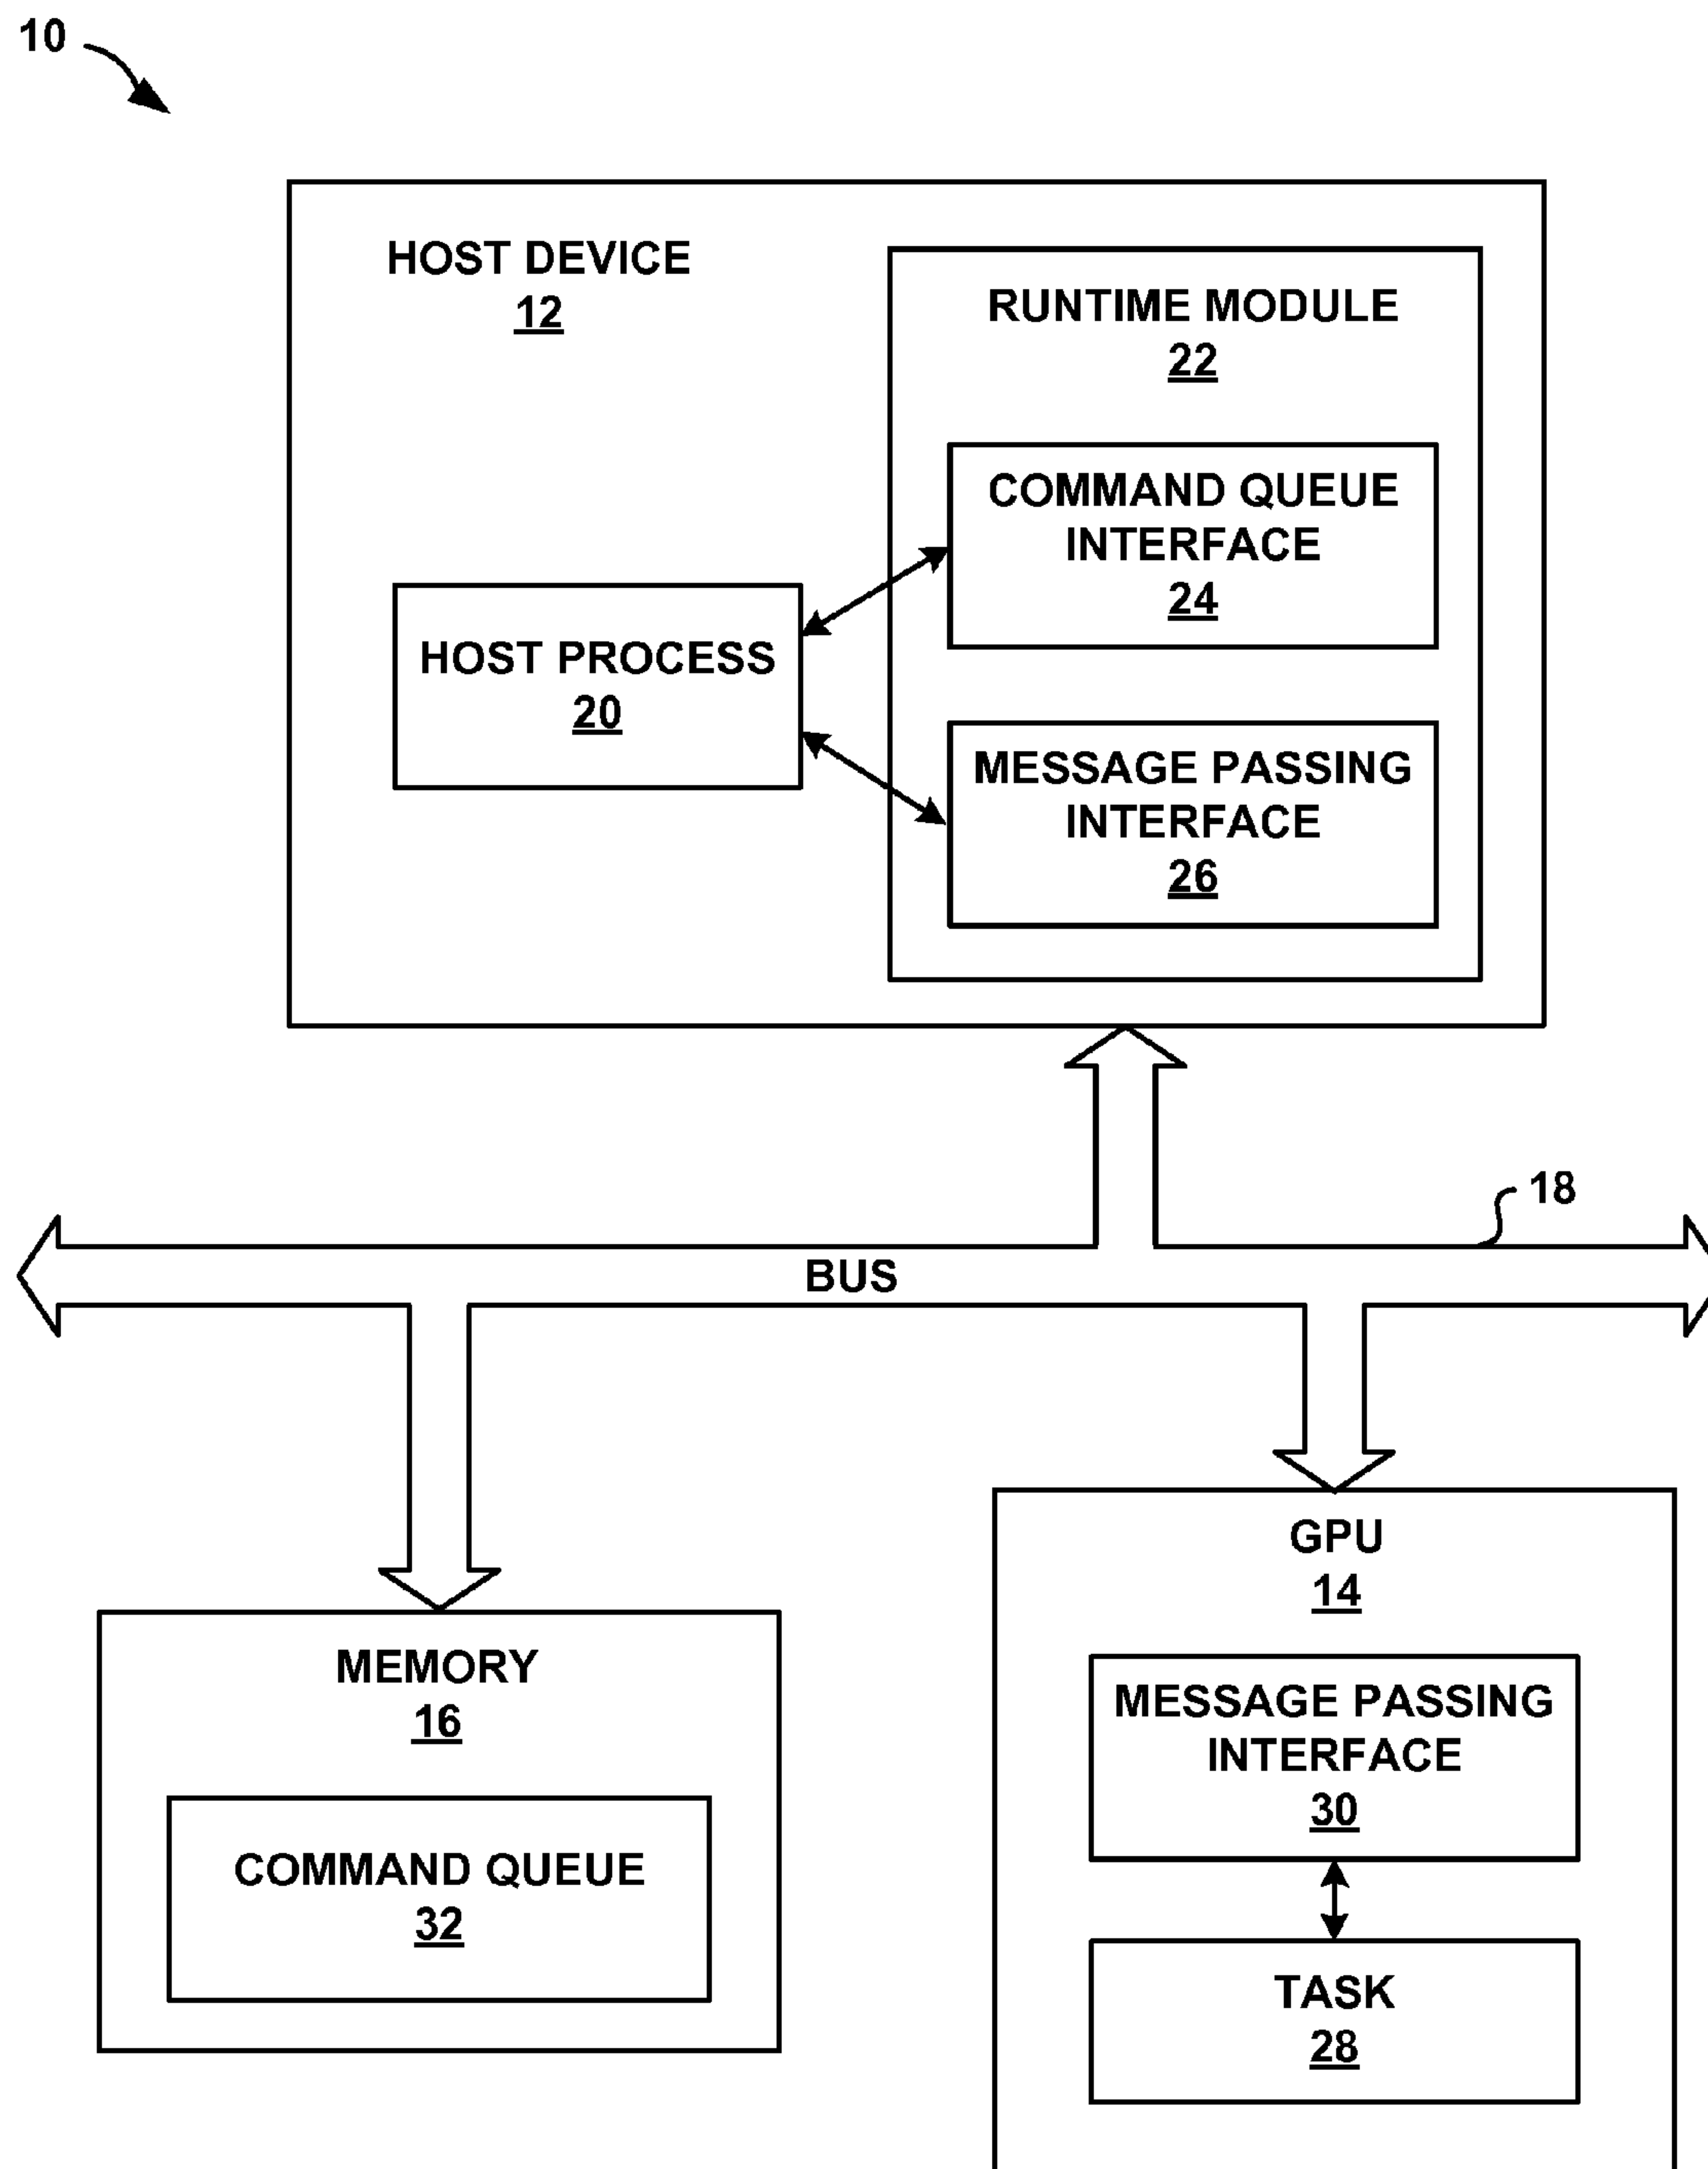 10
HOST DEVICE
12
RUNTIME MODULE
22
COMMAND QUEUE
INTERFACE
24
HOST PROCESS
20
MESSAGE PASSING
INTERFACE
26
18
BUS
GPU
14
MEMORY
16
MESSAGE PASSING
INTERFACE
30
COMMAND QUEUE
32
TASK
28